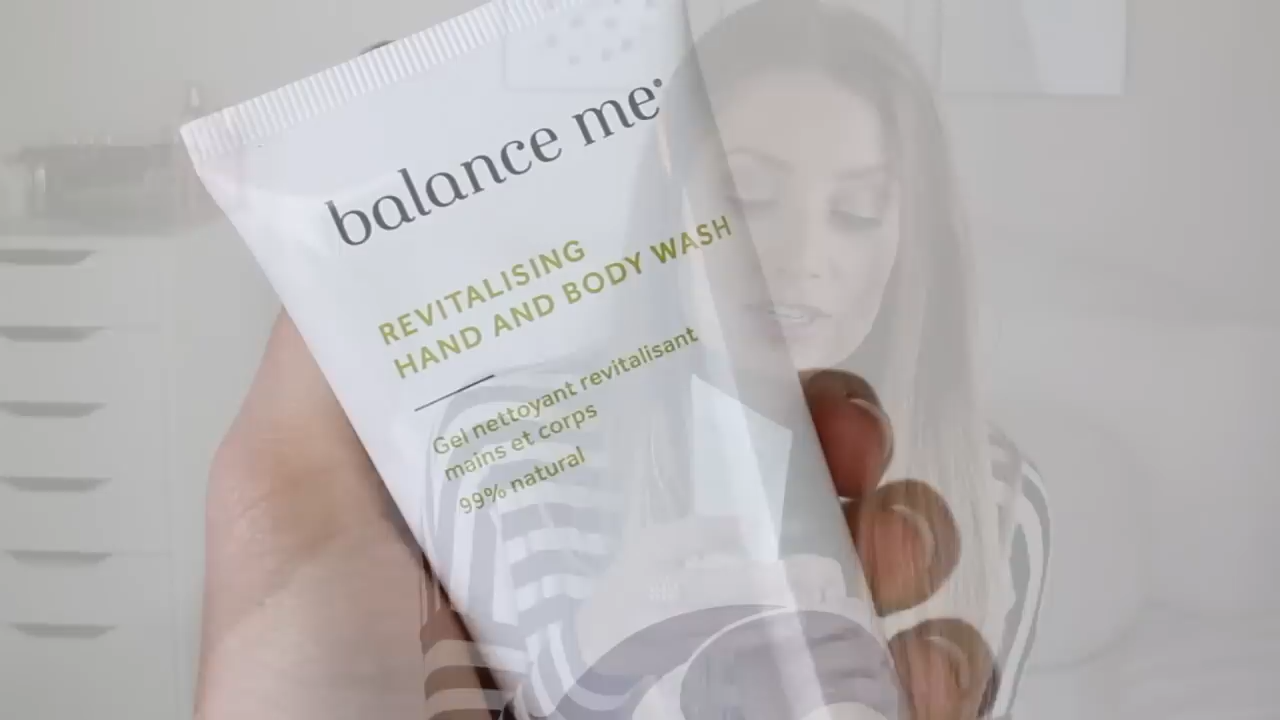 balance me
REVITALISING
HAND AND BODY WASH
Gel nettoyant revitalisant
mains et corps
99% natural